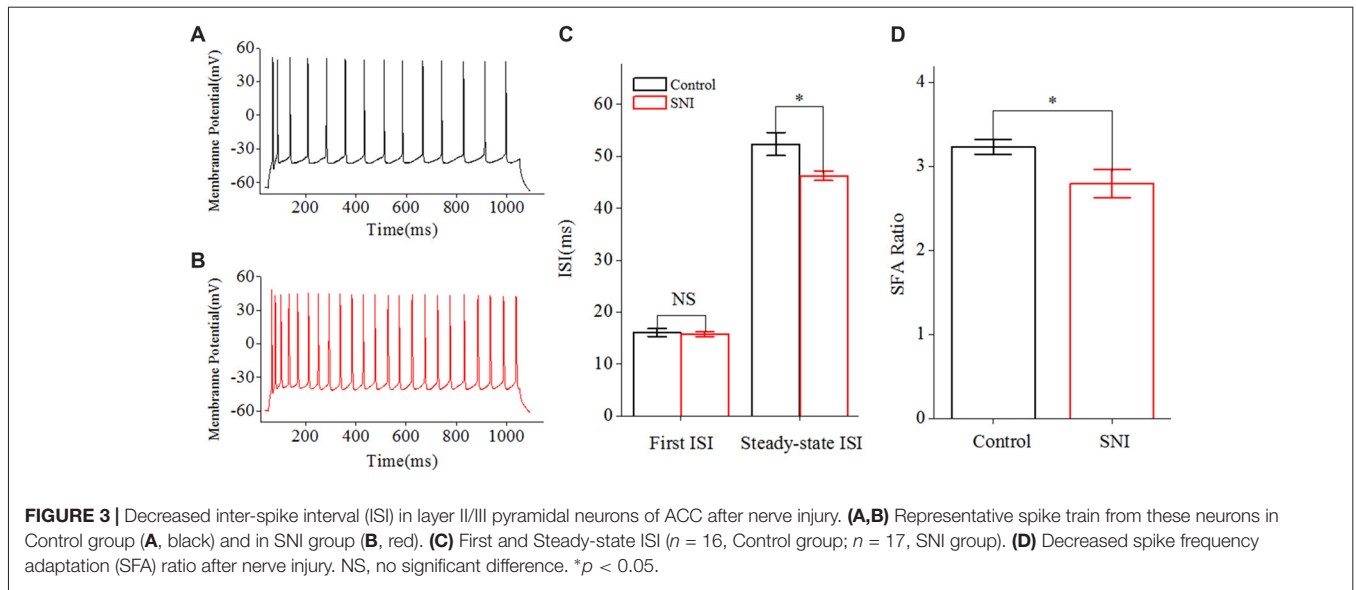 A
Membranne Potential(mV)
60
30
0
-30
-60
200 400 600 800 1000
Time(ms)
B
Membranne Potential(mV)
60
30
0
-30
-60
200 400 600 800 1000
Time(ms)
C
Control
SNI
ISI(ms)
60
50
40
30
20
10
0
NS
*
First ISI Steady-state ISI
D
SFA Ratio
4
3
2
1
0
*
Control SNI
FIGURE 3 | Decreased inter-spike interval (ISI) in layer II/III pyramidal neurons of ACC after nerve injury. (A,B) Representative spike train from these neurons in
Control group (A, black) and in SNI group (B, red). (C) First and Steady-state ISI (n = 16, Control group; n = 17, SNI group). (D) Decreased spike frequency
adaptation (SFA) ratio after nerve injury. NS, no significant difference. *p < 0.05.